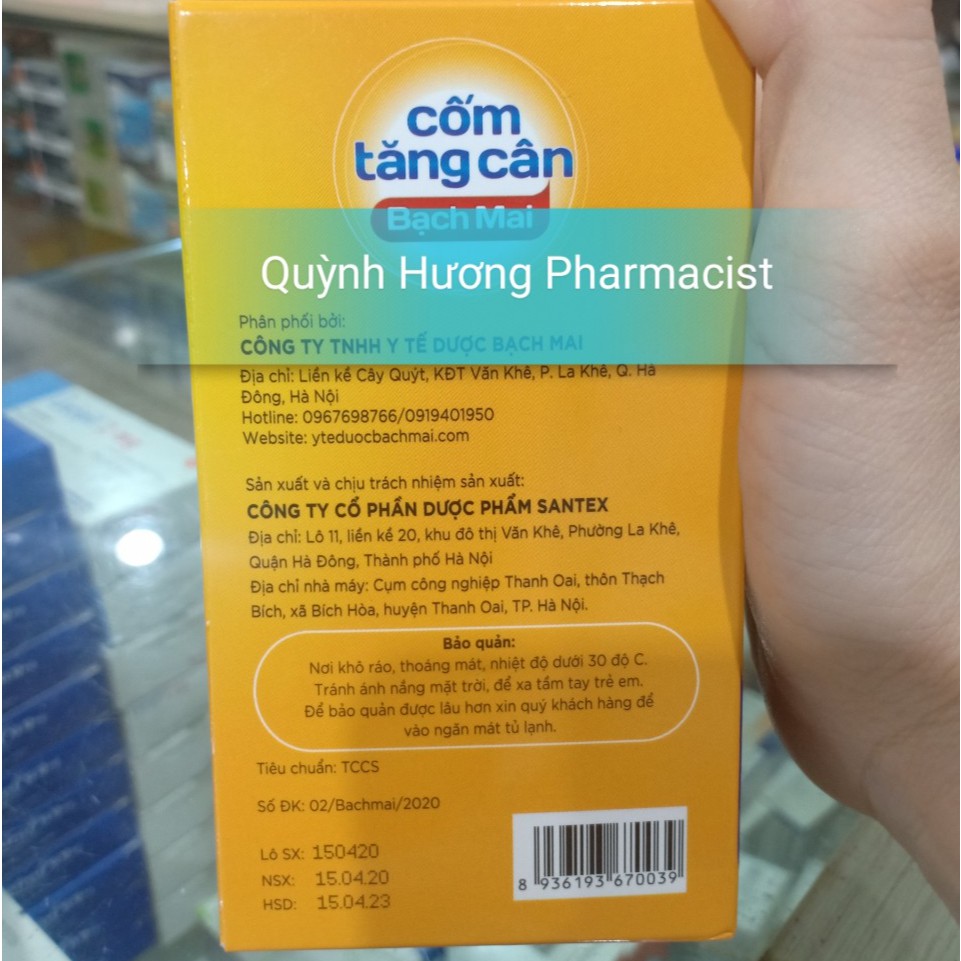 cốm
tăng cân
Bạch Mai
Quỳnh Hương Pharmacist
Phân phối bởi:
CÔNG TY TNHH Y TẾ DƯỢC BẠCH MAI
Địa chỉ: Liền kề Cây Quýt, KĐT Văn Khê, P. La Khê, Q. Hà
Đông, Hà Nội
Hotline: 0967698766/0919401950
Website: yteduocbachmai.com
Sản xuất và chịu trách nhiệm sản xuất:
CÔNG TY CỔ PHẦN DƯỢC PHẨM SANTEX
Địa chỉ: Lô 11, liền kề 20, khu đô thị Văn Khê, Phường La Khê,
Quận Hà Đông, Thành phố Hà Nội
Địa chỉ nhà máy: Cụm công nghiệp Thanh Oai, thôn Thạch
Bích, xã Bích Hòa, huyện Thanh Oai, TP. Hà Nội.
Bảo quản:
Nơi khô ráo, thoáng mát, nhiệt độ dưới 30 độ C.
Tránh ánh nắng mặt trời, để xa tầm tay trẻ em.
Để bảo quản được lâu hơn xin quý khách hàng để
vào ngăn mát tủ lạnh.
Tiêu chuẩn: TCCS
Số ĐK: 02/Bachmai/2020
Lô SX: 150420
NSX: 15.04.20
HSD: 15.04.23
8 936193 670039